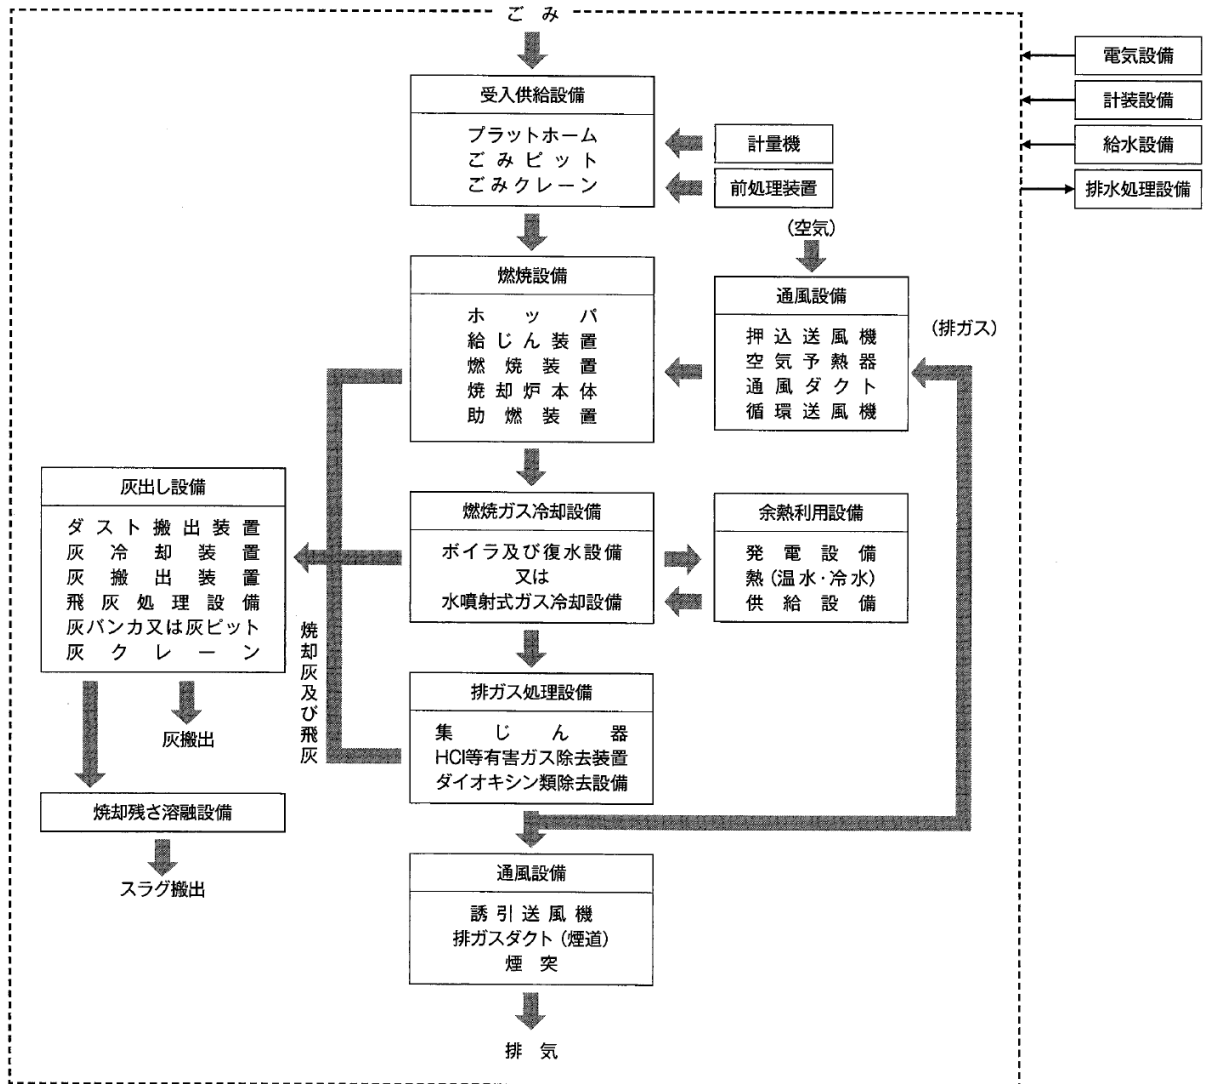 ごみ
電気設備
計装設備
給水設備
排水処理設備
受入供給設備
プラットホーム
ごみピット
ごみクレーン
計量機
前処理装置
(空気)
燃焼設備
ホッパ
給じん装置
燃焼装置
焼却炉本体
助燃装置
通風設備
押込送風機
空気予熱器
通風ダクト
循環送風機
(排ガス)
灰出し設備
ダスト搬出装置
灰冷却装置
灰搬出装置
飛灰処理設備
灰バンカ又は灰ピット
灰クレーン
燃焼ガス冷却設備
ボイラ及び復水設備
又は
水噴射式ガス冷却設備
余熱利用設備
発電設備
熱(温水・冷水)
供給設備
焼却灰及び飛灰
排ガス処理設備
集じん器
HCl等有害ガス除去装置
ダイオキシン類除去設備
灰搬出
焼却残さ溶融設備
スラグ搬出
通風設備
誘引送風機
排ガスダクト(煙道)
煙突
排気